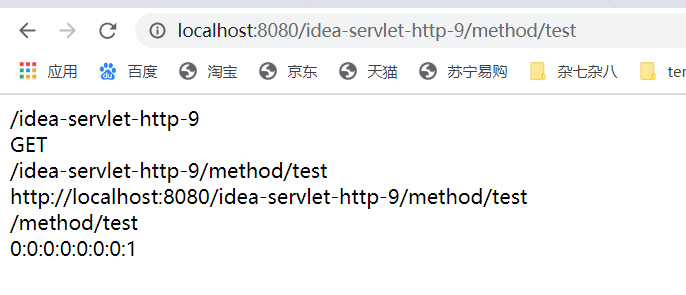 localhost:8080/idea-servlet-http-9/method/test
应用 百度 淘宝 京东 天猫 苏宁易购 杂七杂八 ter
/idea-servlet-http-9
GET
/idea-servlet-http-9/method/test
http://localhost:8080/idea-servlet-http-9/method/test
/method/test
0:0:0:0:0:0:0:1